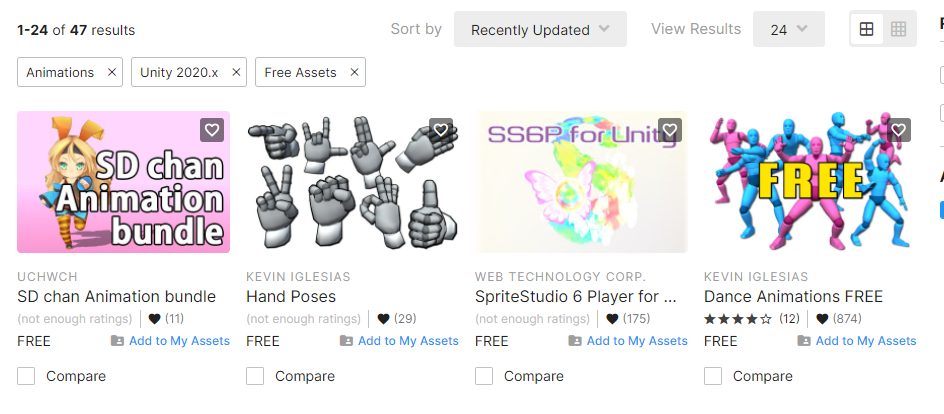 1-24 of 47 results
Sort by Recently Updated View Results 24
Animations × Unity 2020.x × Free Assets ×
SD chan
Animation
bundle
SS6P for Unity
FREE
UCHWCH
SD chan Animation bundle
(not enough ratings) (11)
FREE Add to My Assets
Compare
KEVIN IGLESIAS
Hand Poses
(not enough ratings) (29)
FREE Add to My Assets
Compare
WEB TECHNOLOGY CORP.
SpriteStudio 6 Player for ...
(not enough ratings) (175)
FREE Add to My Assets
Compare
KEVIN IGLESIAS
Dance Animations FREE
(12) (874)
FREE Add to My Assets
Compare